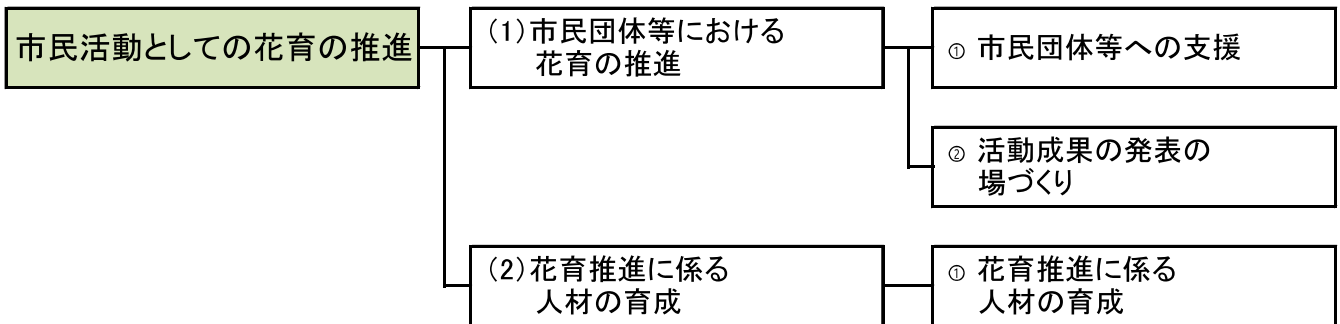 市民活動としての花育の推進
(1)市民団体等における
花育の推進
① 市民団体等への支援
② 活動成果の発表の
場づくり
(2)花育推進に係る
人材の育成
① 花育推進に係る
人材の育成